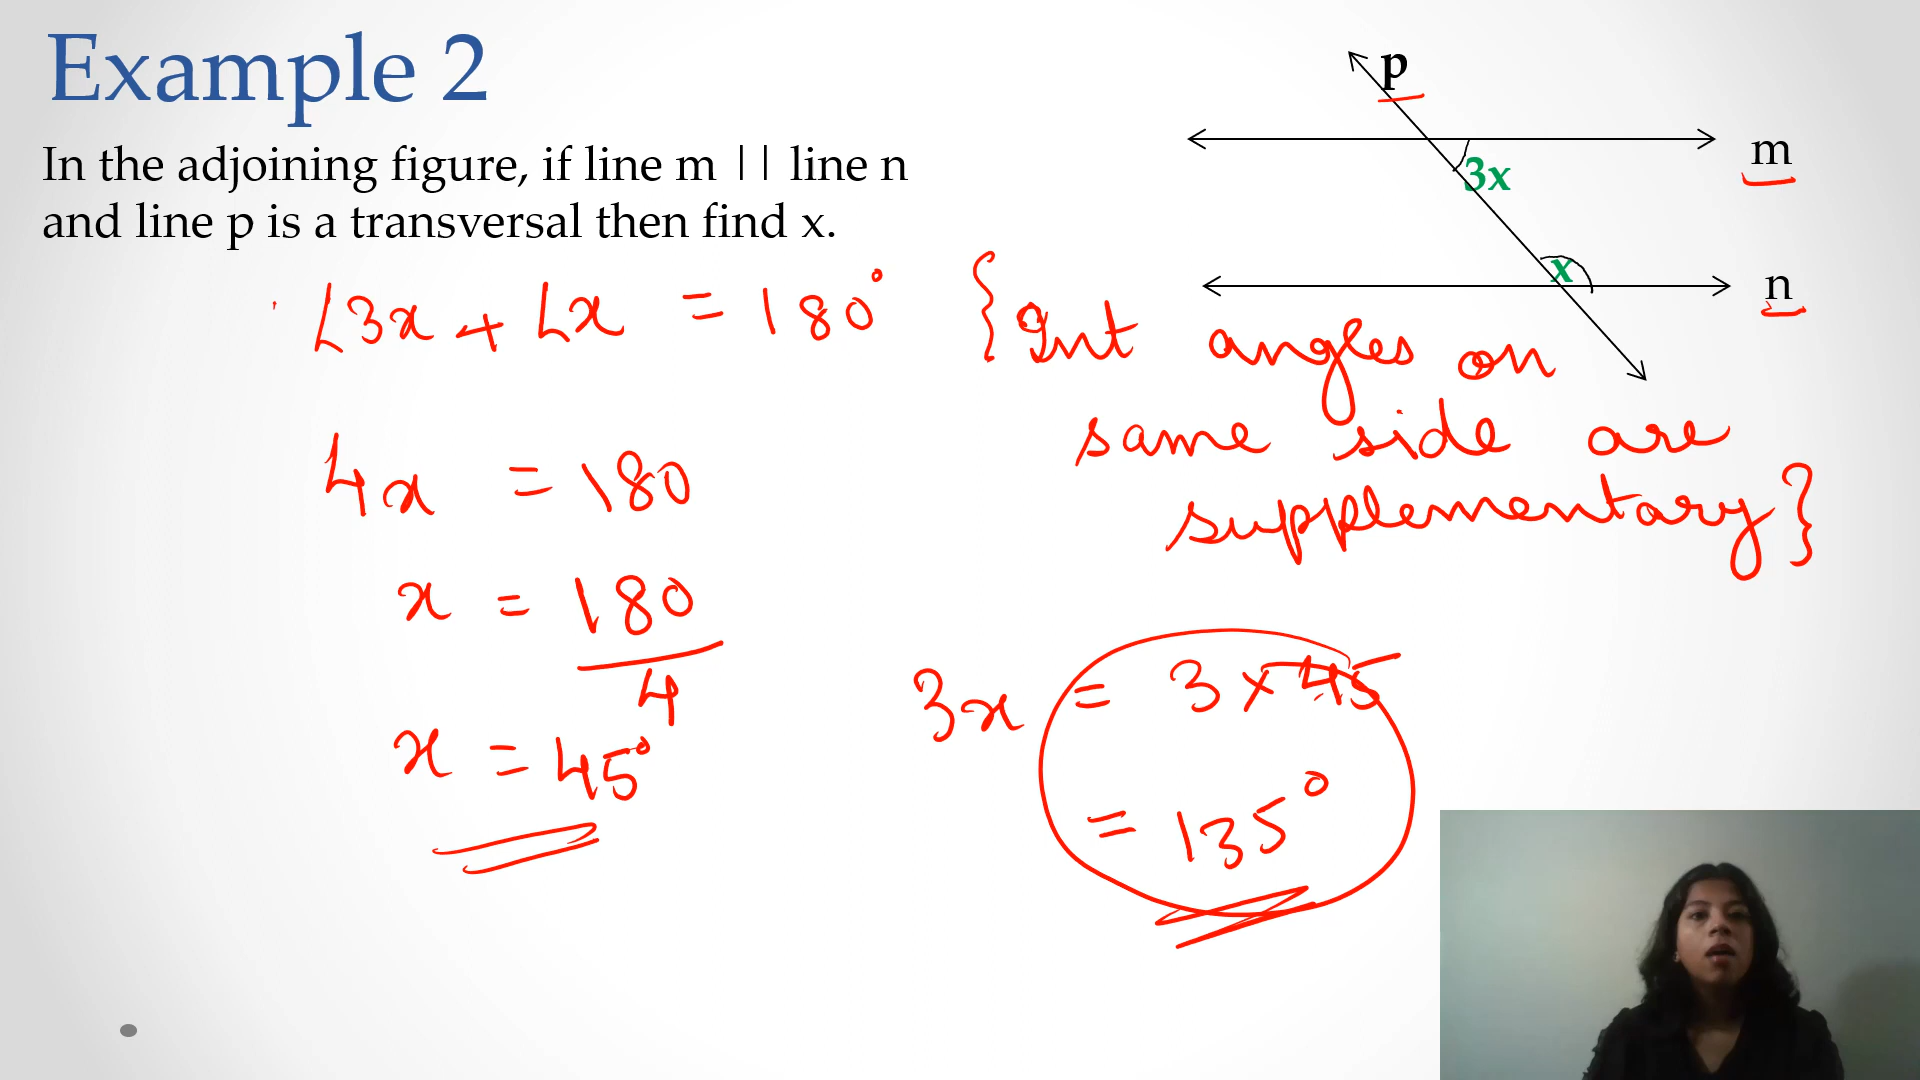 Example 2
In the adjoining figure, if line m || line n
and line p is a transversal then find x.
p
m
3x
x
n
∠3x + ∠x = 180° {Int angles on
same side are
supplementary}
4x = 180
x = 180
4
x = 45°
3x = 3 x 45
= 135°